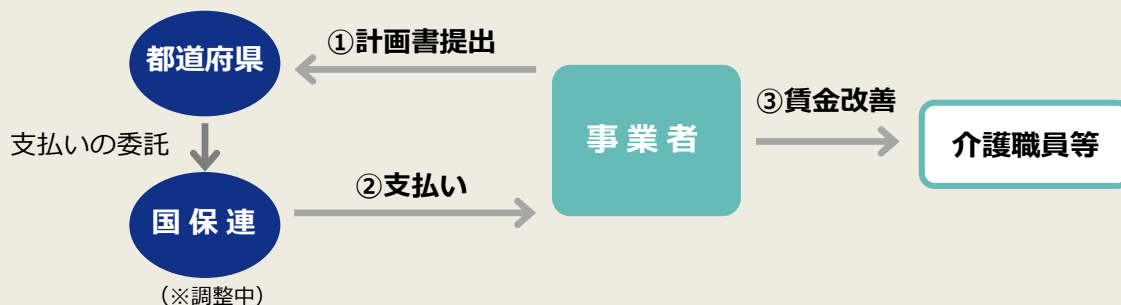 都道府県
①計画書提出
支払いの委託
国保連
(※調整中)
②支払い
事業者
③賃金改善
介護職員等